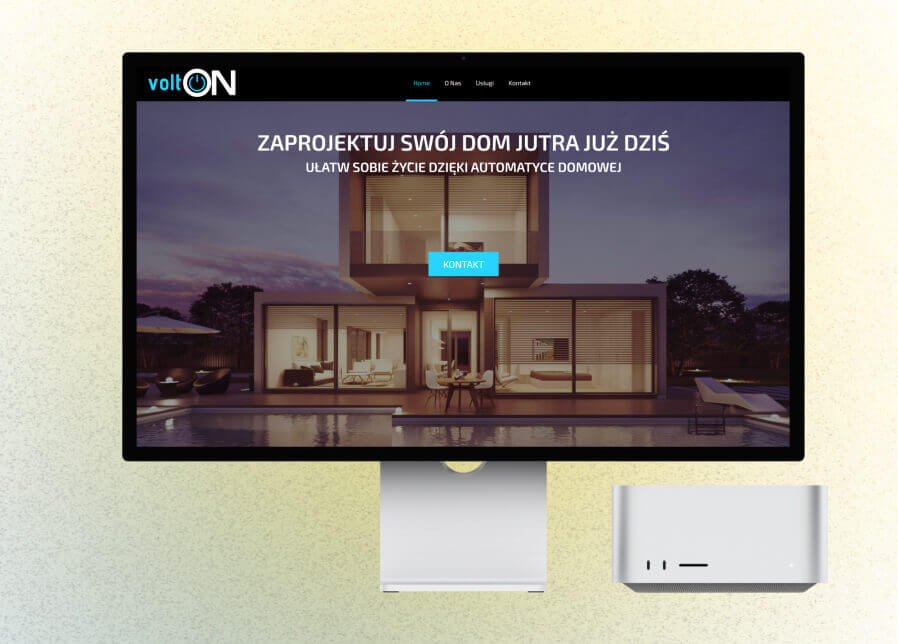 voltON
Home O Nas Usługi Kontakt
ZAPROJEKTUJ SWÓJ DOM JUTRA JUŻ DZIŚ
UŁATW SOBIE ŻYCIE DZIĘKI AUTOMATYCE DOMOWEJ
KONTAKT